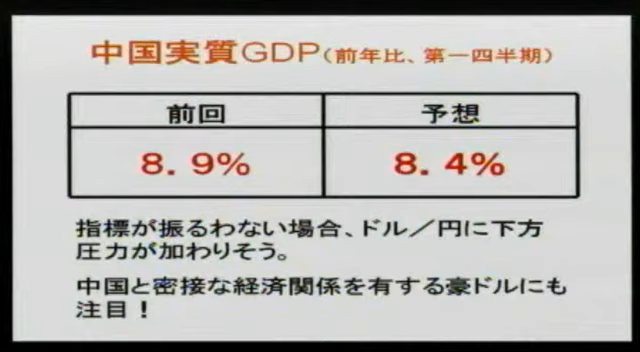 中国実質GDP(前年比、第一四半期)
前回 予想
8．9% 8．4%
指標が振るわない場合、ドル／円に下方
圧力が加わりそう。
中国と密接な経済関係を有する豪ドルにも
注目！